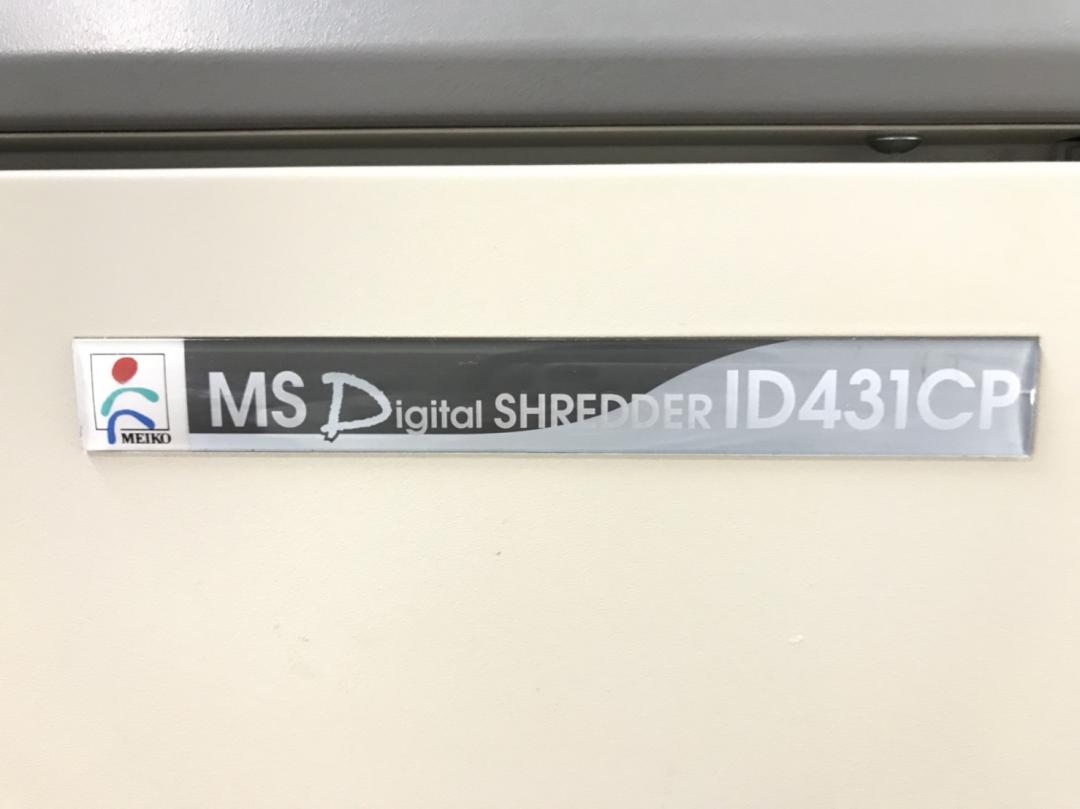 MEIKO
MS Digital SHREDDER ID431CP